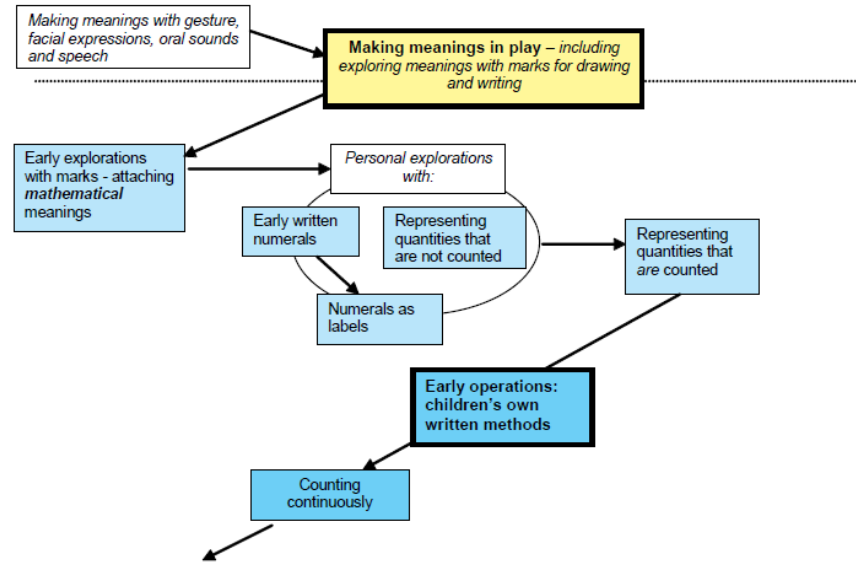 Making meanings with gesture,
facial expressions, oral sounds
and speech
Making meanings in play – including
exploring meanings with marks for drawing
and writing
Early explorations
with marks - attaching
mathematical
meanings
Personal explorations
with:
Early written
numerals
Representing
quantities that
are not counted
Representing
quantities that
are counted
Numerals as
labels
Early operations:
children’s own
written methods
Counting
continuously